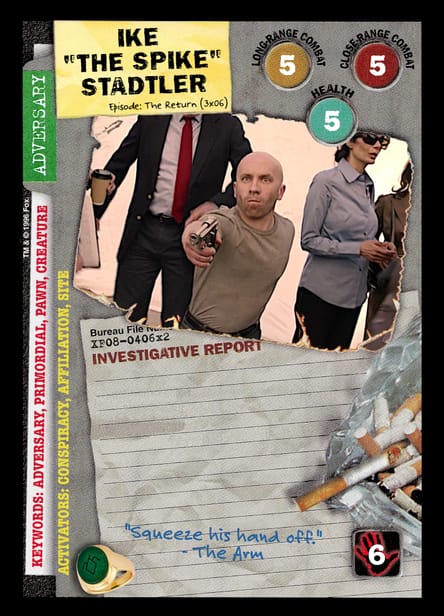 IKE
"THE SPIKE"
STADTLER
Episode: The Return (3x06)
LONG-RANGE COMBAT
5
CLOSE-RANGE COMBAT
5
HEALTH
5
ADVERSARY
TM & © 1996 Fox.
KEYWORDS: ADVERSARY, PRIMORDIAL, PAWN, CREATURE
ACTIVATORS: CONSPIRACY, AFFILIATION, SITE
Bureau File
XF08-0406x2
INVESTIGATIVE REPORT
"Squeeze his hand off."
- The Arm
6